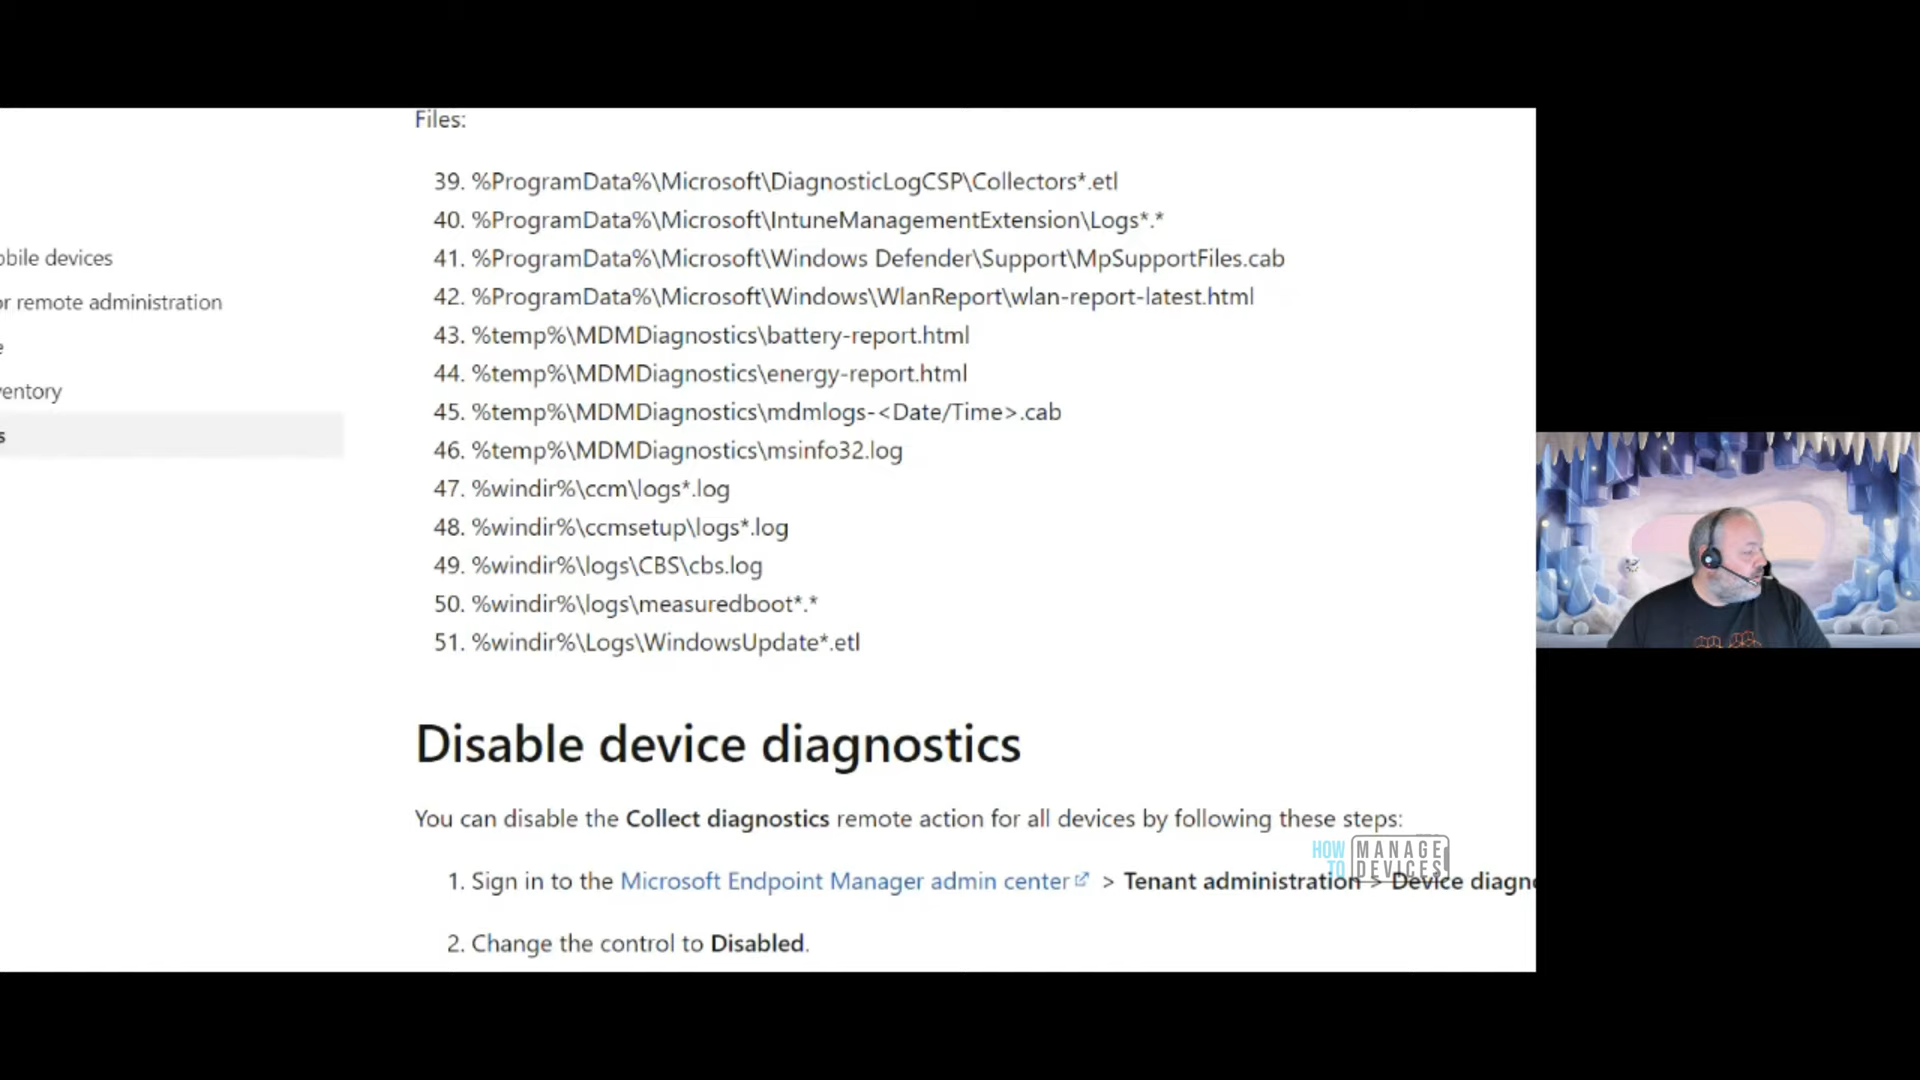 Files:
39. %ProgramData%\Microsoft\DiagnosticLogCSP\Collectors*.etl
40. %ProgramData%\Microsoft\IntuneManagementExtension\Logs*.*
41. %ProgramData%\Microsoft\Windows Defender\Support\MpSupportFiles.cab
42. %ProgramData%\Microsoft\Windows\WlanReport\wlan-report-latest.html
43. %temp%\MDMDiagnostics\battery-report.html
44. %temp%\MDMDiagnostics\energy-report.html
45. %temp%\MDMDiagnostics\mdmlogs-<Date/Time>.cab
46. %temp%\MDMDiagnostics\msinfo32.log
47. %windir%\ccm\logs*.log
48. %windir%\ccmsetup\logs*.log
49. %windir%\logs\CBS\cbs.log
50. %windir%\logs\measuredboot*.*
51. %windir%\Logs\WindowsUpdate*.etl
obile devices
or remote administration
e
ventory
s
Disable device diagnostics
You can disable the Collect diagnostics remote action for all devices by following these steps:
1. Sign in to the Microsoft Endpoint Manager admin center > Tenant administration > Device diagn
2. Change the control to Disabled.
HOW TO MANAGE DEVICES